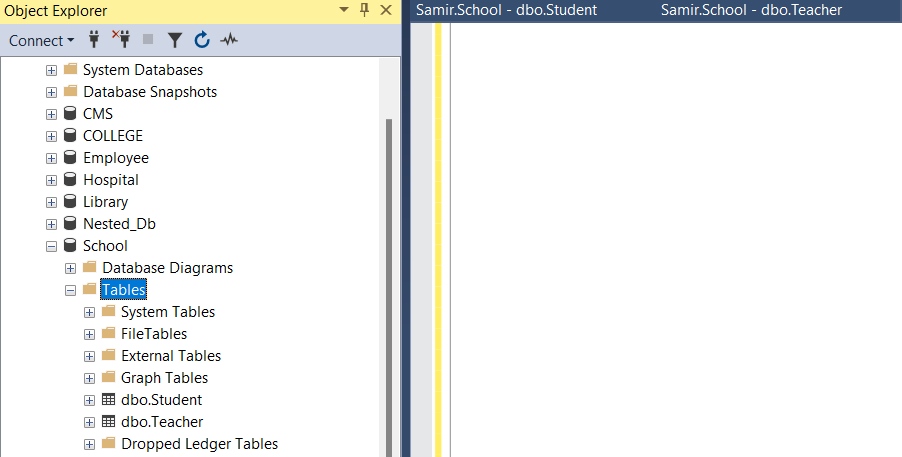 Object Explorer
Samir.School - dbo.Student
Samir.School - dbo.Teacher
Connect
System Databases
Database Snapshots
CMS
COLLEGE
Employee
Hospital
Library
Nested_Db
School
Database Diagrams
Tables
System Tables
FileTables
External Tables
Graph Tables
dbo.Student
dbo.Teacher
Dropped Ledger Tables